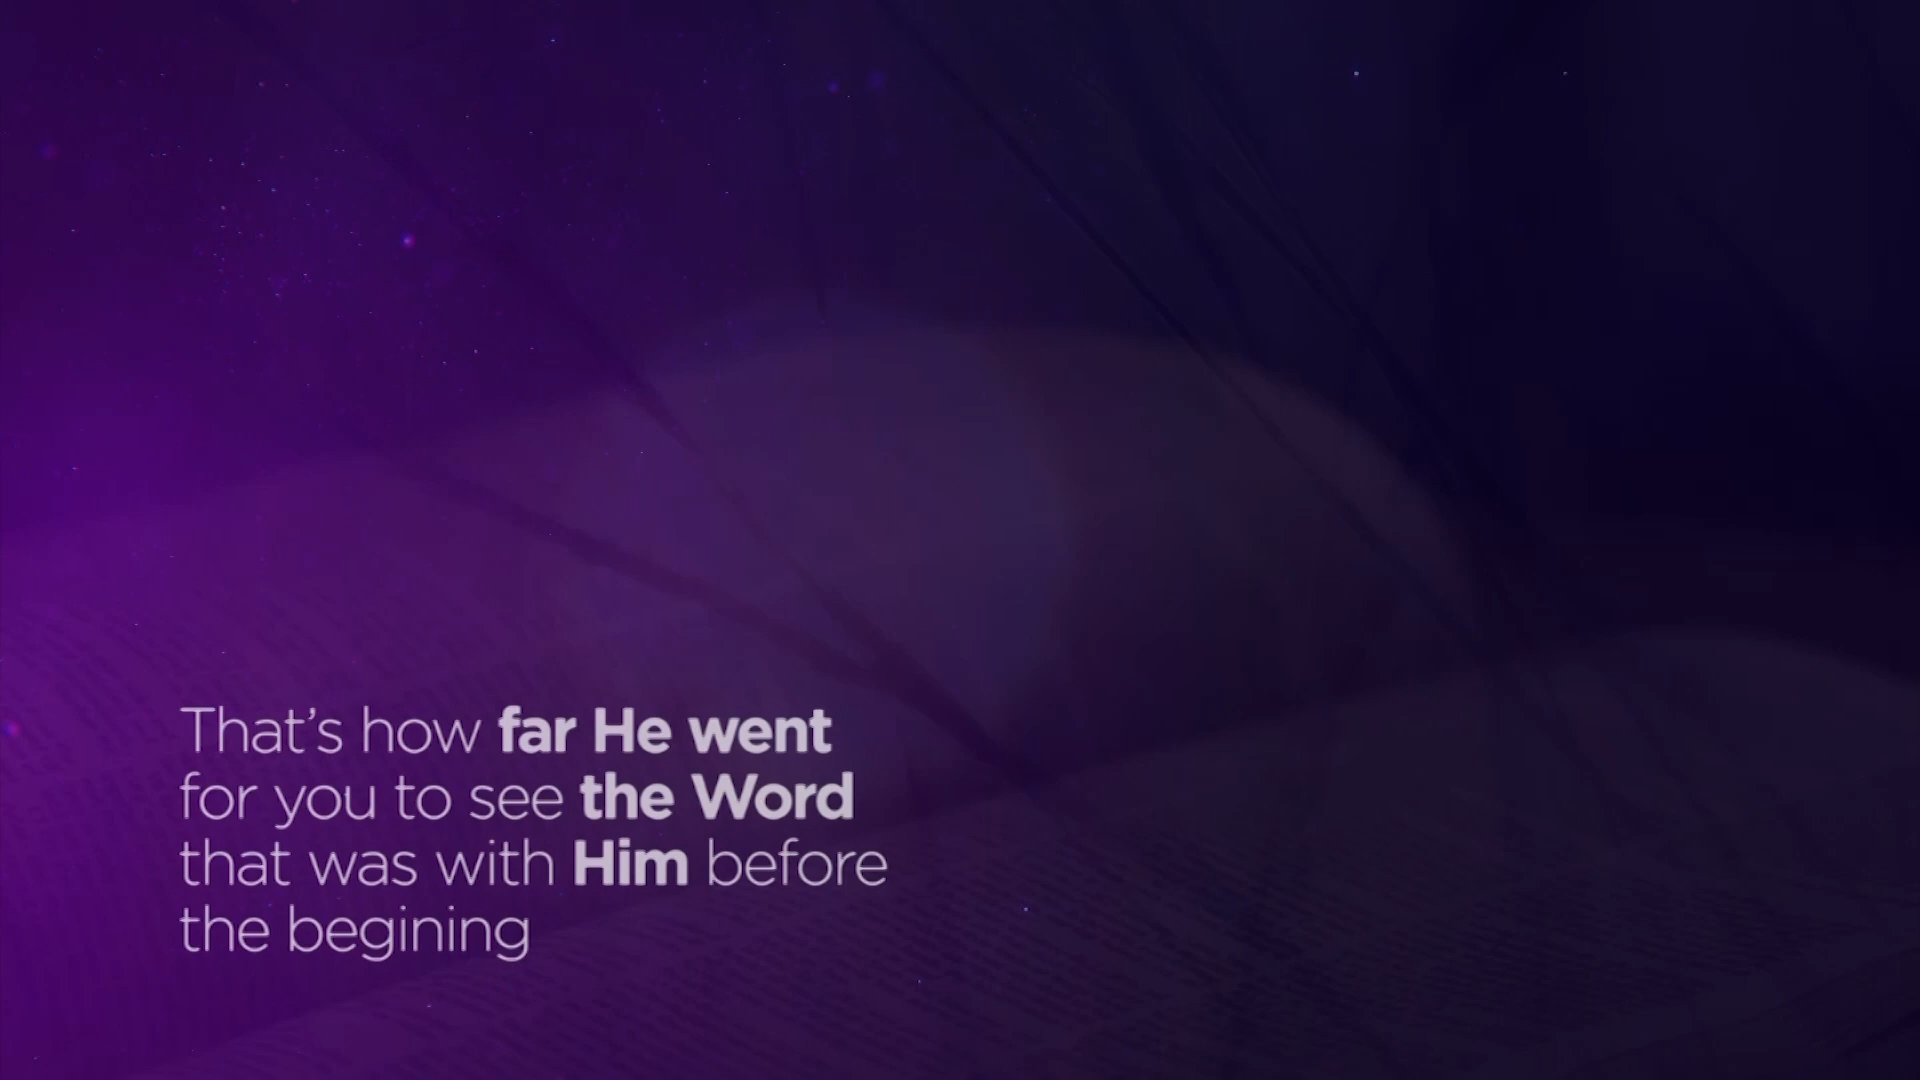 That's how far He went
for you to see the Word
that was with Him before
the begining